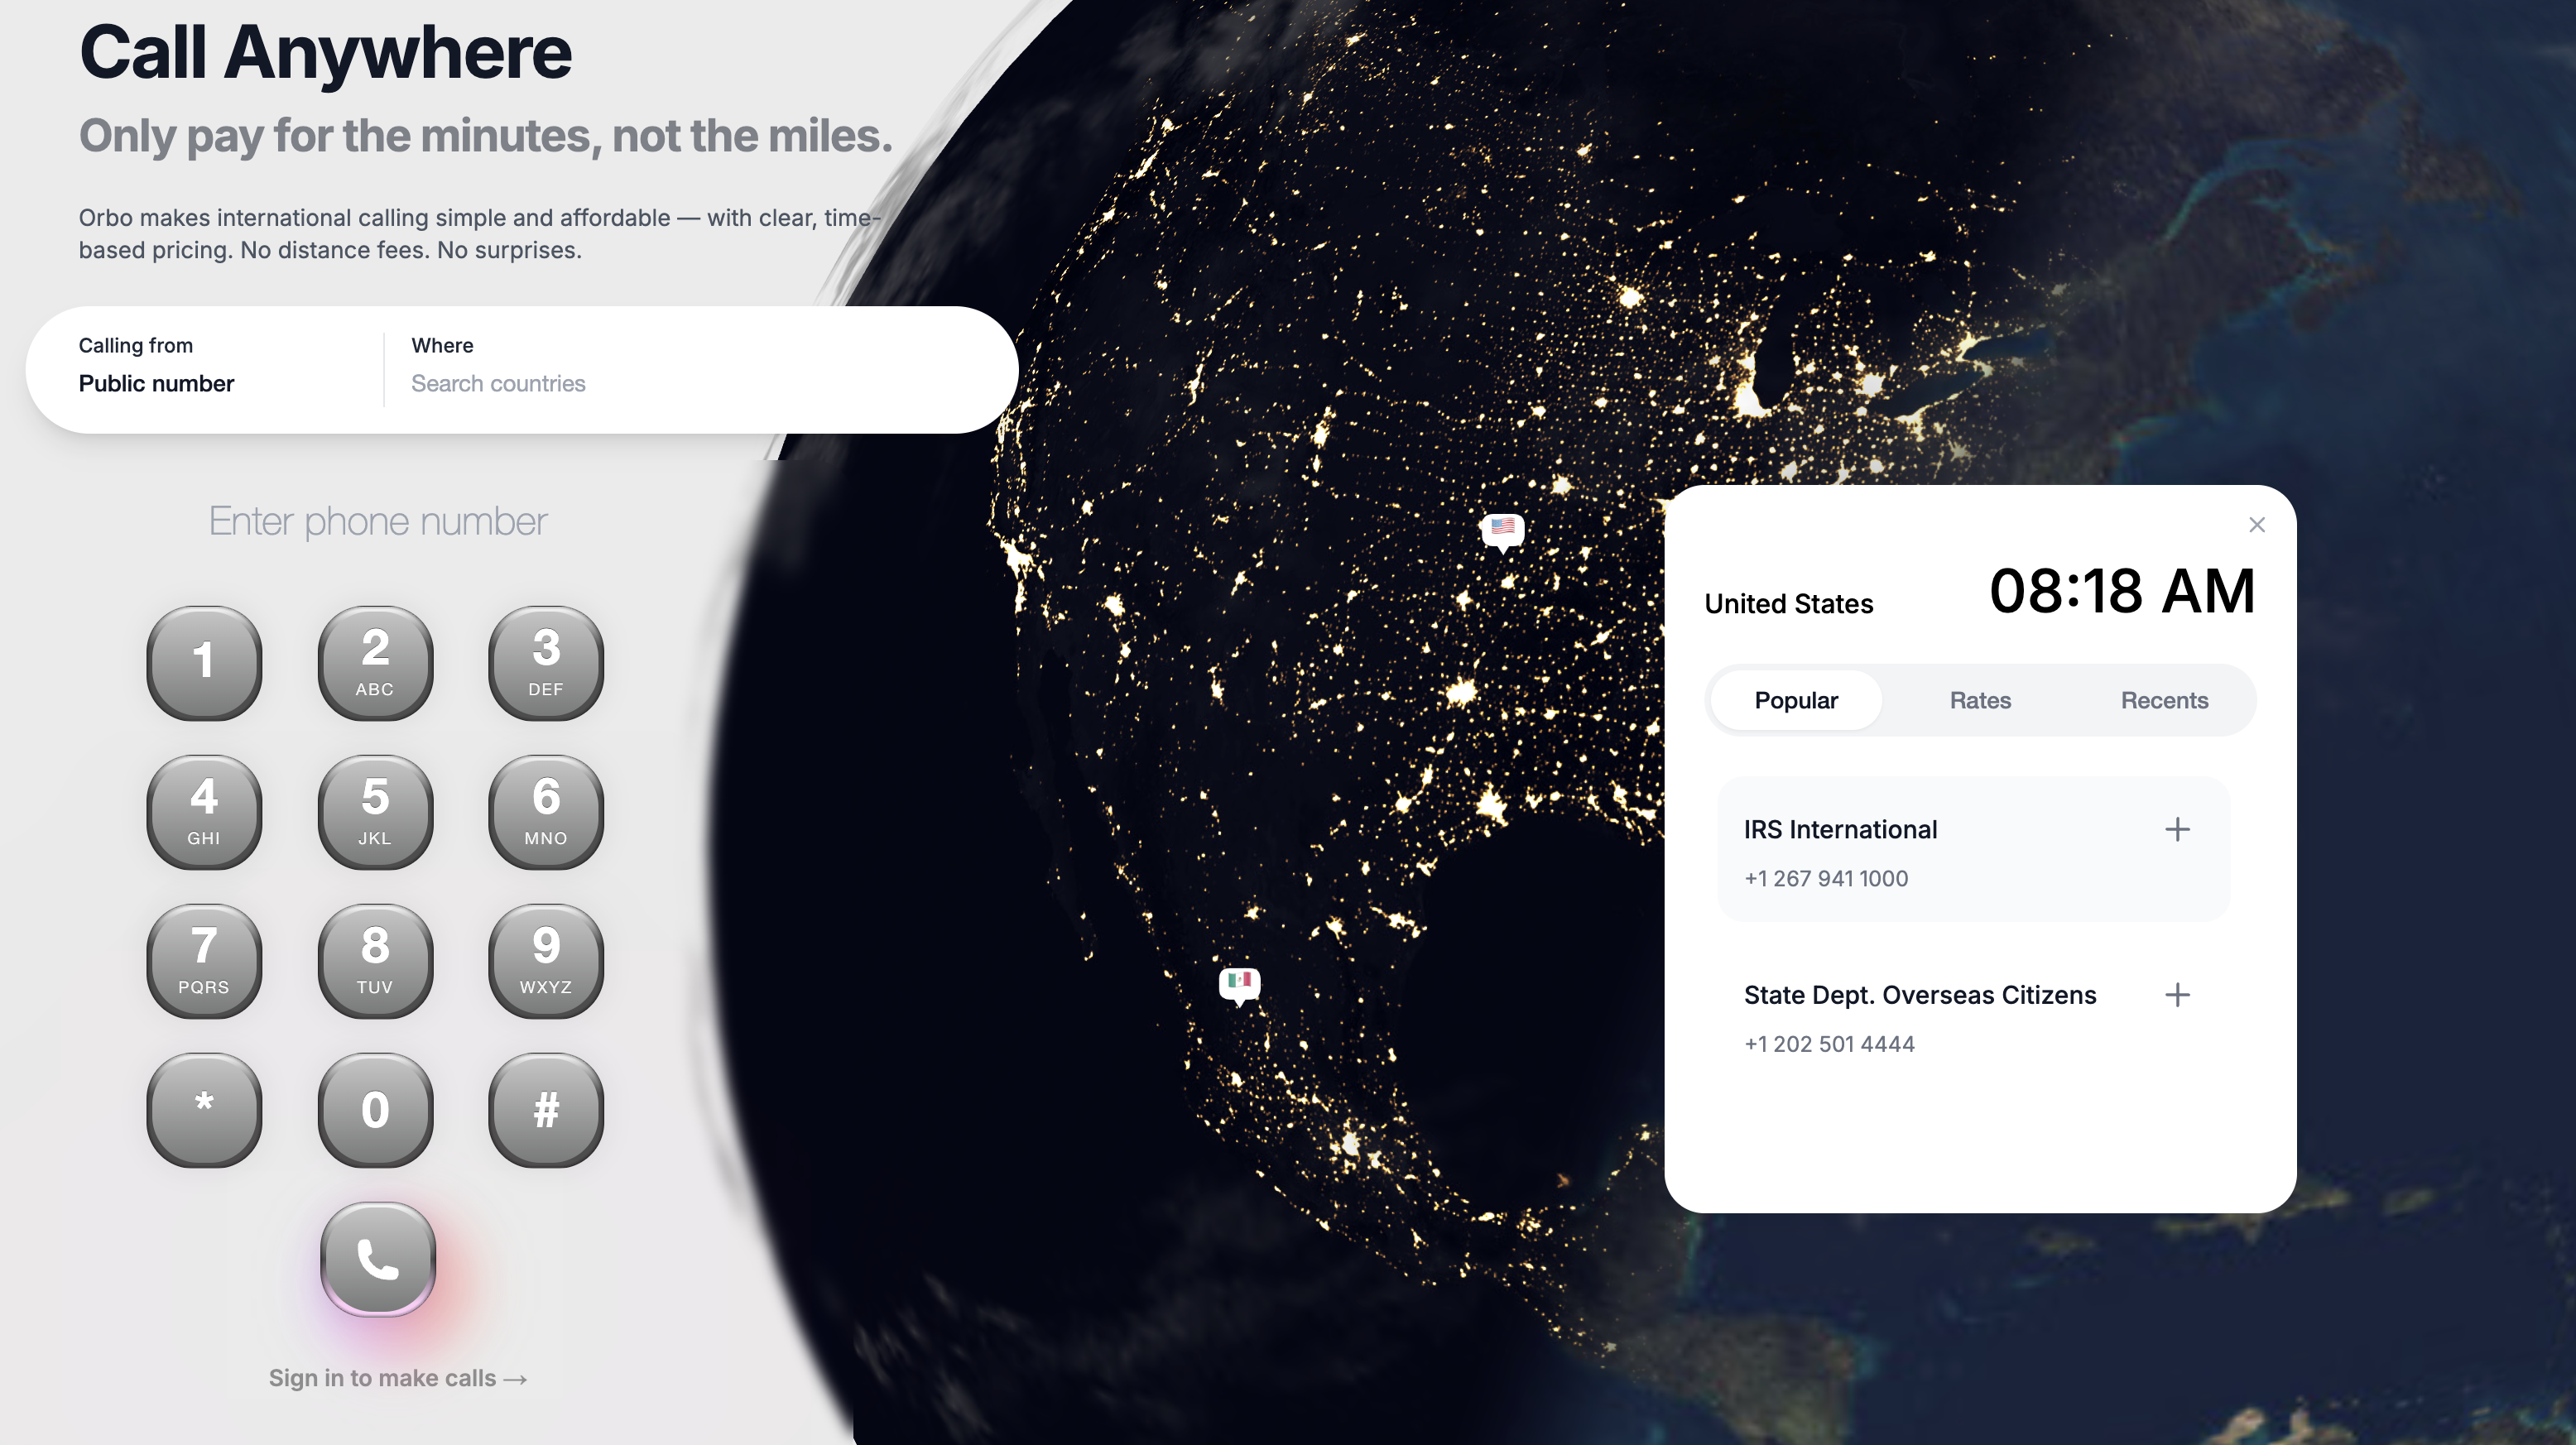 Call Anywhere
Only pay for the minutes, not the miles.
Orbo makes international calling simple and affordable — with clear, time-
based pricing. No distance fees. No surprises.
Calling from
Public number
Where
Search countries
Enter phone number
1
2
ABC
3
DEF
4
GHI
5
JKL
6
MNO
7
PQRS
8
TUV
9
WXYZ
*
0
#
Sign in to make calls →
United States
08:18 AM
Popular
Rates
Recents
IRS International
+1 267 941 1000
State Dept. Overseas Citizens
+1 202 501 4444